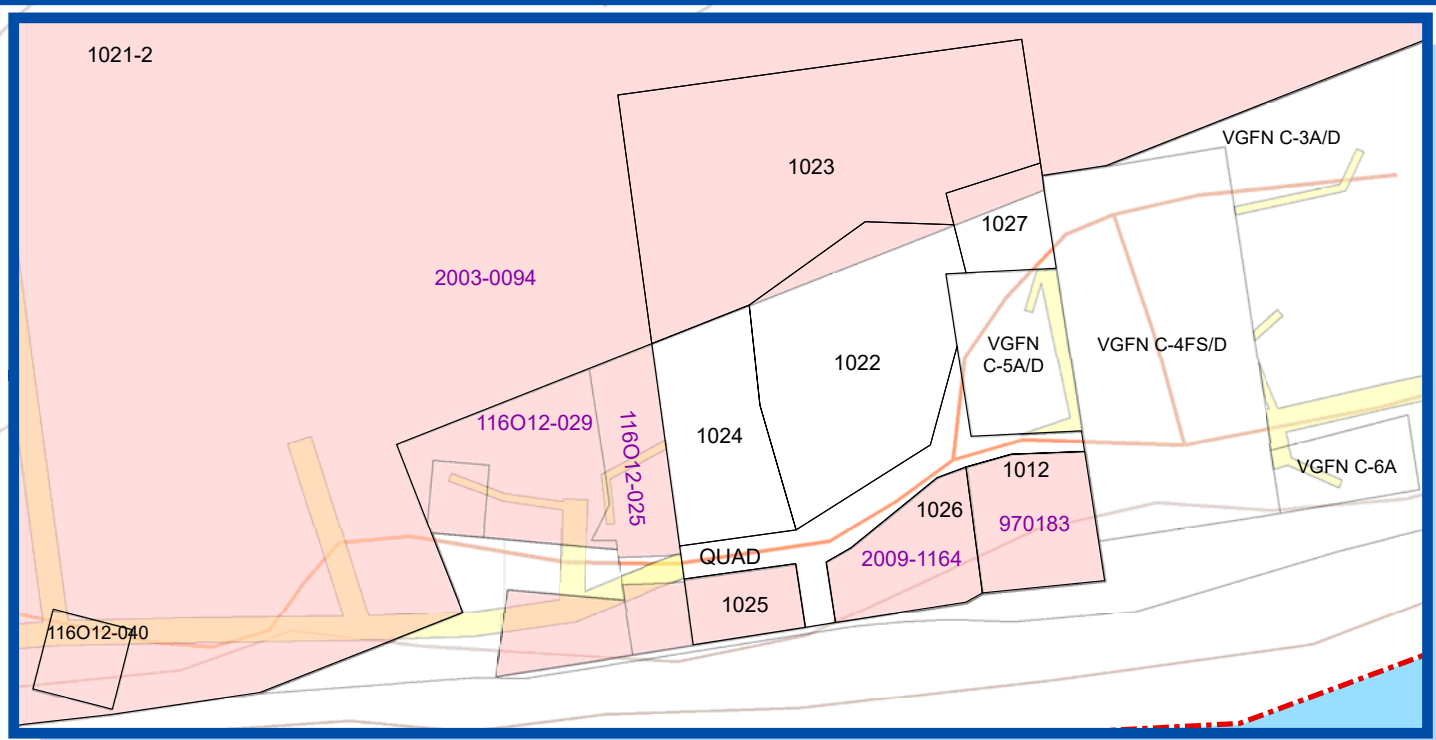 1021-2
VGFN C-3A/D
1023
1027
2003-0094
VGFN
C-5A/D
VGFN C-4FS/D
1022
116O12-029
116O12-025
1024
VGFN C-6A
1012
1026
970183
QUAD
2009-1164
1025
116O12-040